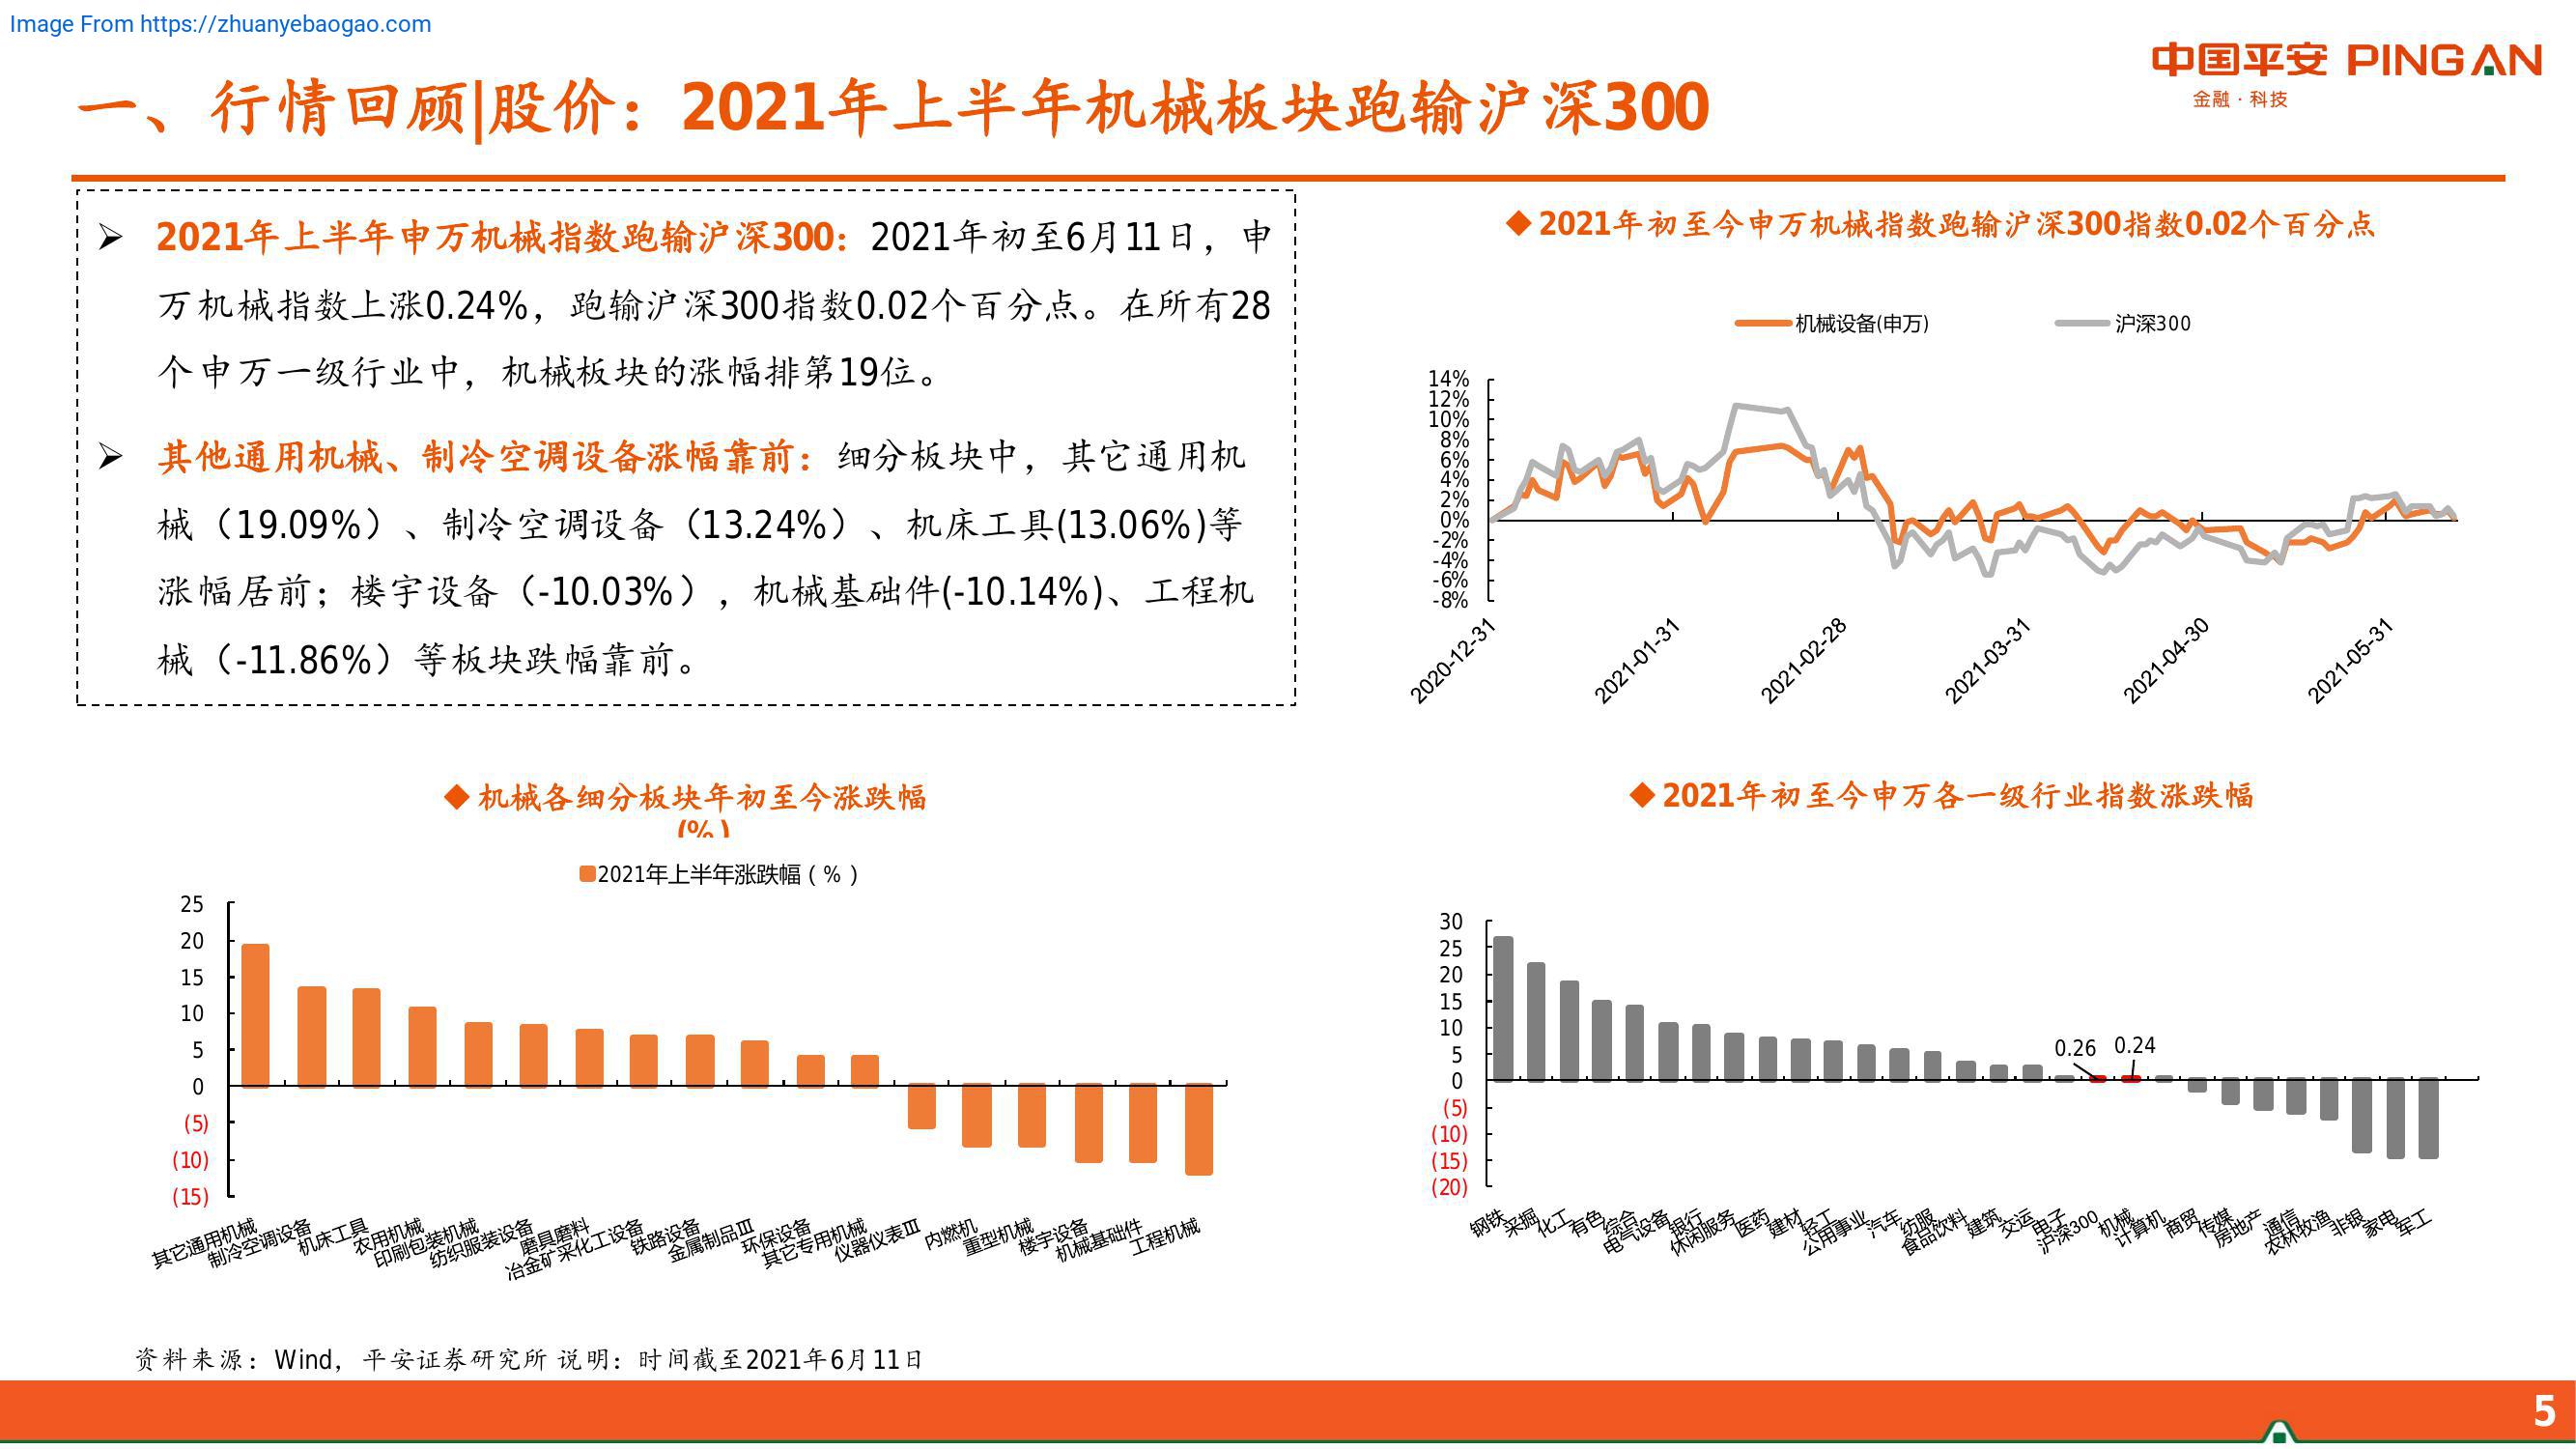 Image From https://zhuanyebaogao.com
中国平安 PINGAN
金融·科技
一、行情回顾|股价：2021年上半年机械板块跑输沪深300
➢ 2021年上半年申万机械指数跑输沪深300：2021年初至6月11日，申
万机械指数上涨0.24%，跑输沪深300指数0.02个百分点。在所有28
个申万一级行业中，机械板块的涨幅排第19位。
➢ 其他通用机械、制冷空调设备涨幅靠前：细分板块中，其它通用机
械（19.09%）、制冷空调设备（13.24%）、机床工具(13.06%)等
涨幅居前；楼宇设备（-10.03%），机械基础件(-10.14%)、工程机
械（-11.86%）等板块跌幅靠前。
◆ 2021年初至今申万机械指数跑输沪深300指数0.02个百分点
机械设备(申万)
沪深300
14%
12%
10%
8%
6%
4%
2%
0%
-2%
-4%
-6%
-8%
2020-12-31
2021-01-31
2021-02-28
2021-03-31
2021-04-30
2021-05-31
◆ 机械各细分板块年初至今涨跌幅
(%)
2021年上半年涨跌幅（%）
25
20
15
10
5
0
(5)
(10)
(15)
其它通用机械
制冷空调设备
机床工具
农用机械
印刷包装机械
纺织服装设备
磨具磨料
冶金矿采化工设备
铁路设备
金属制品Ⅲ
环保设备
其它专用机械
仪器仪表Ⅲ
内燃机
重型机械
楼宇设备
机械基础件
工程机械
◆ 2021年初至今申万各一级行业指数涨跌幅
30
25
20
15
10
5
0
(5)
(10)
(15)
(20)
0.26
0.24
钢铁
采掘
化工
有色
综合
电气设备
银行
休闲服务
医药
建材
轻工
公用事业
汽车
纺服
食品饮料
建筑
交运
电子
沪深300
机械
计算机
商贸
传媒
房地产
通信
农林牧渔
非银
家电
军工
资料来源：Wind，平安证券研究所 说明：时间截至2021年6月11日
5